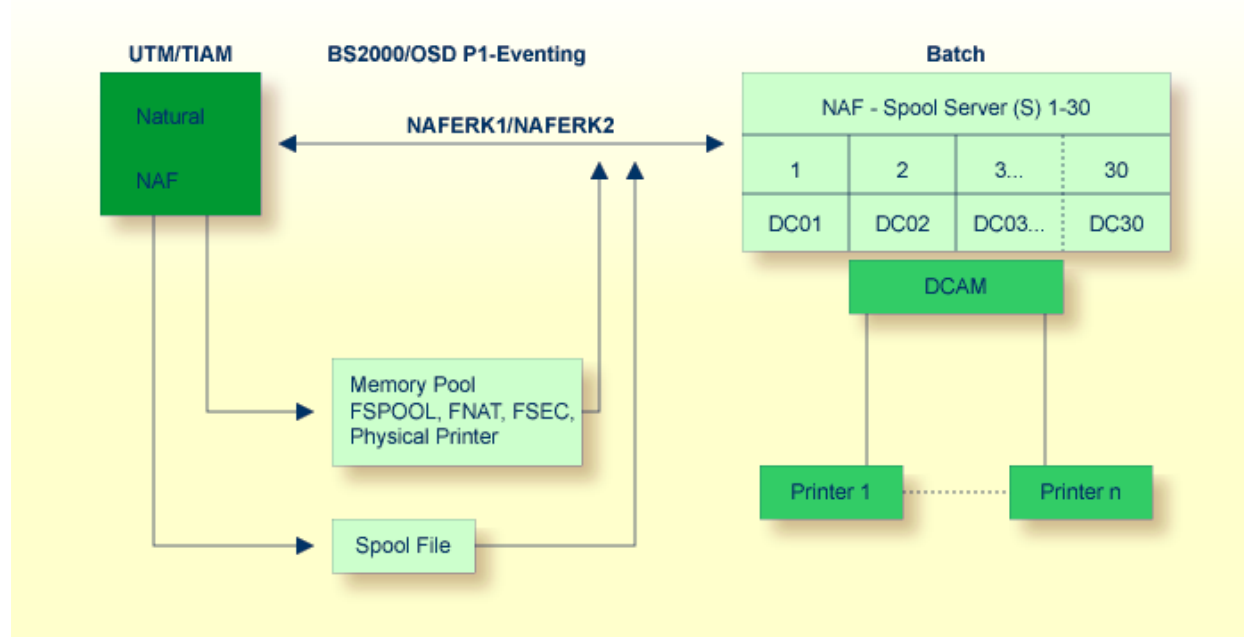 UTM/TIAM
BS2000/OSD P1-Eventing
Batch
Natural
NAF
NAFERK1/NAFERK2
NAF - Spool Server (S) 1-30
1
2
3...
30
DC01
DC02
DC03...
DC30
DCAM
Memory Pool
FSPOOL, FNAT, FSEC,
Physical Printer
Printer 1
Printer n
Spool File